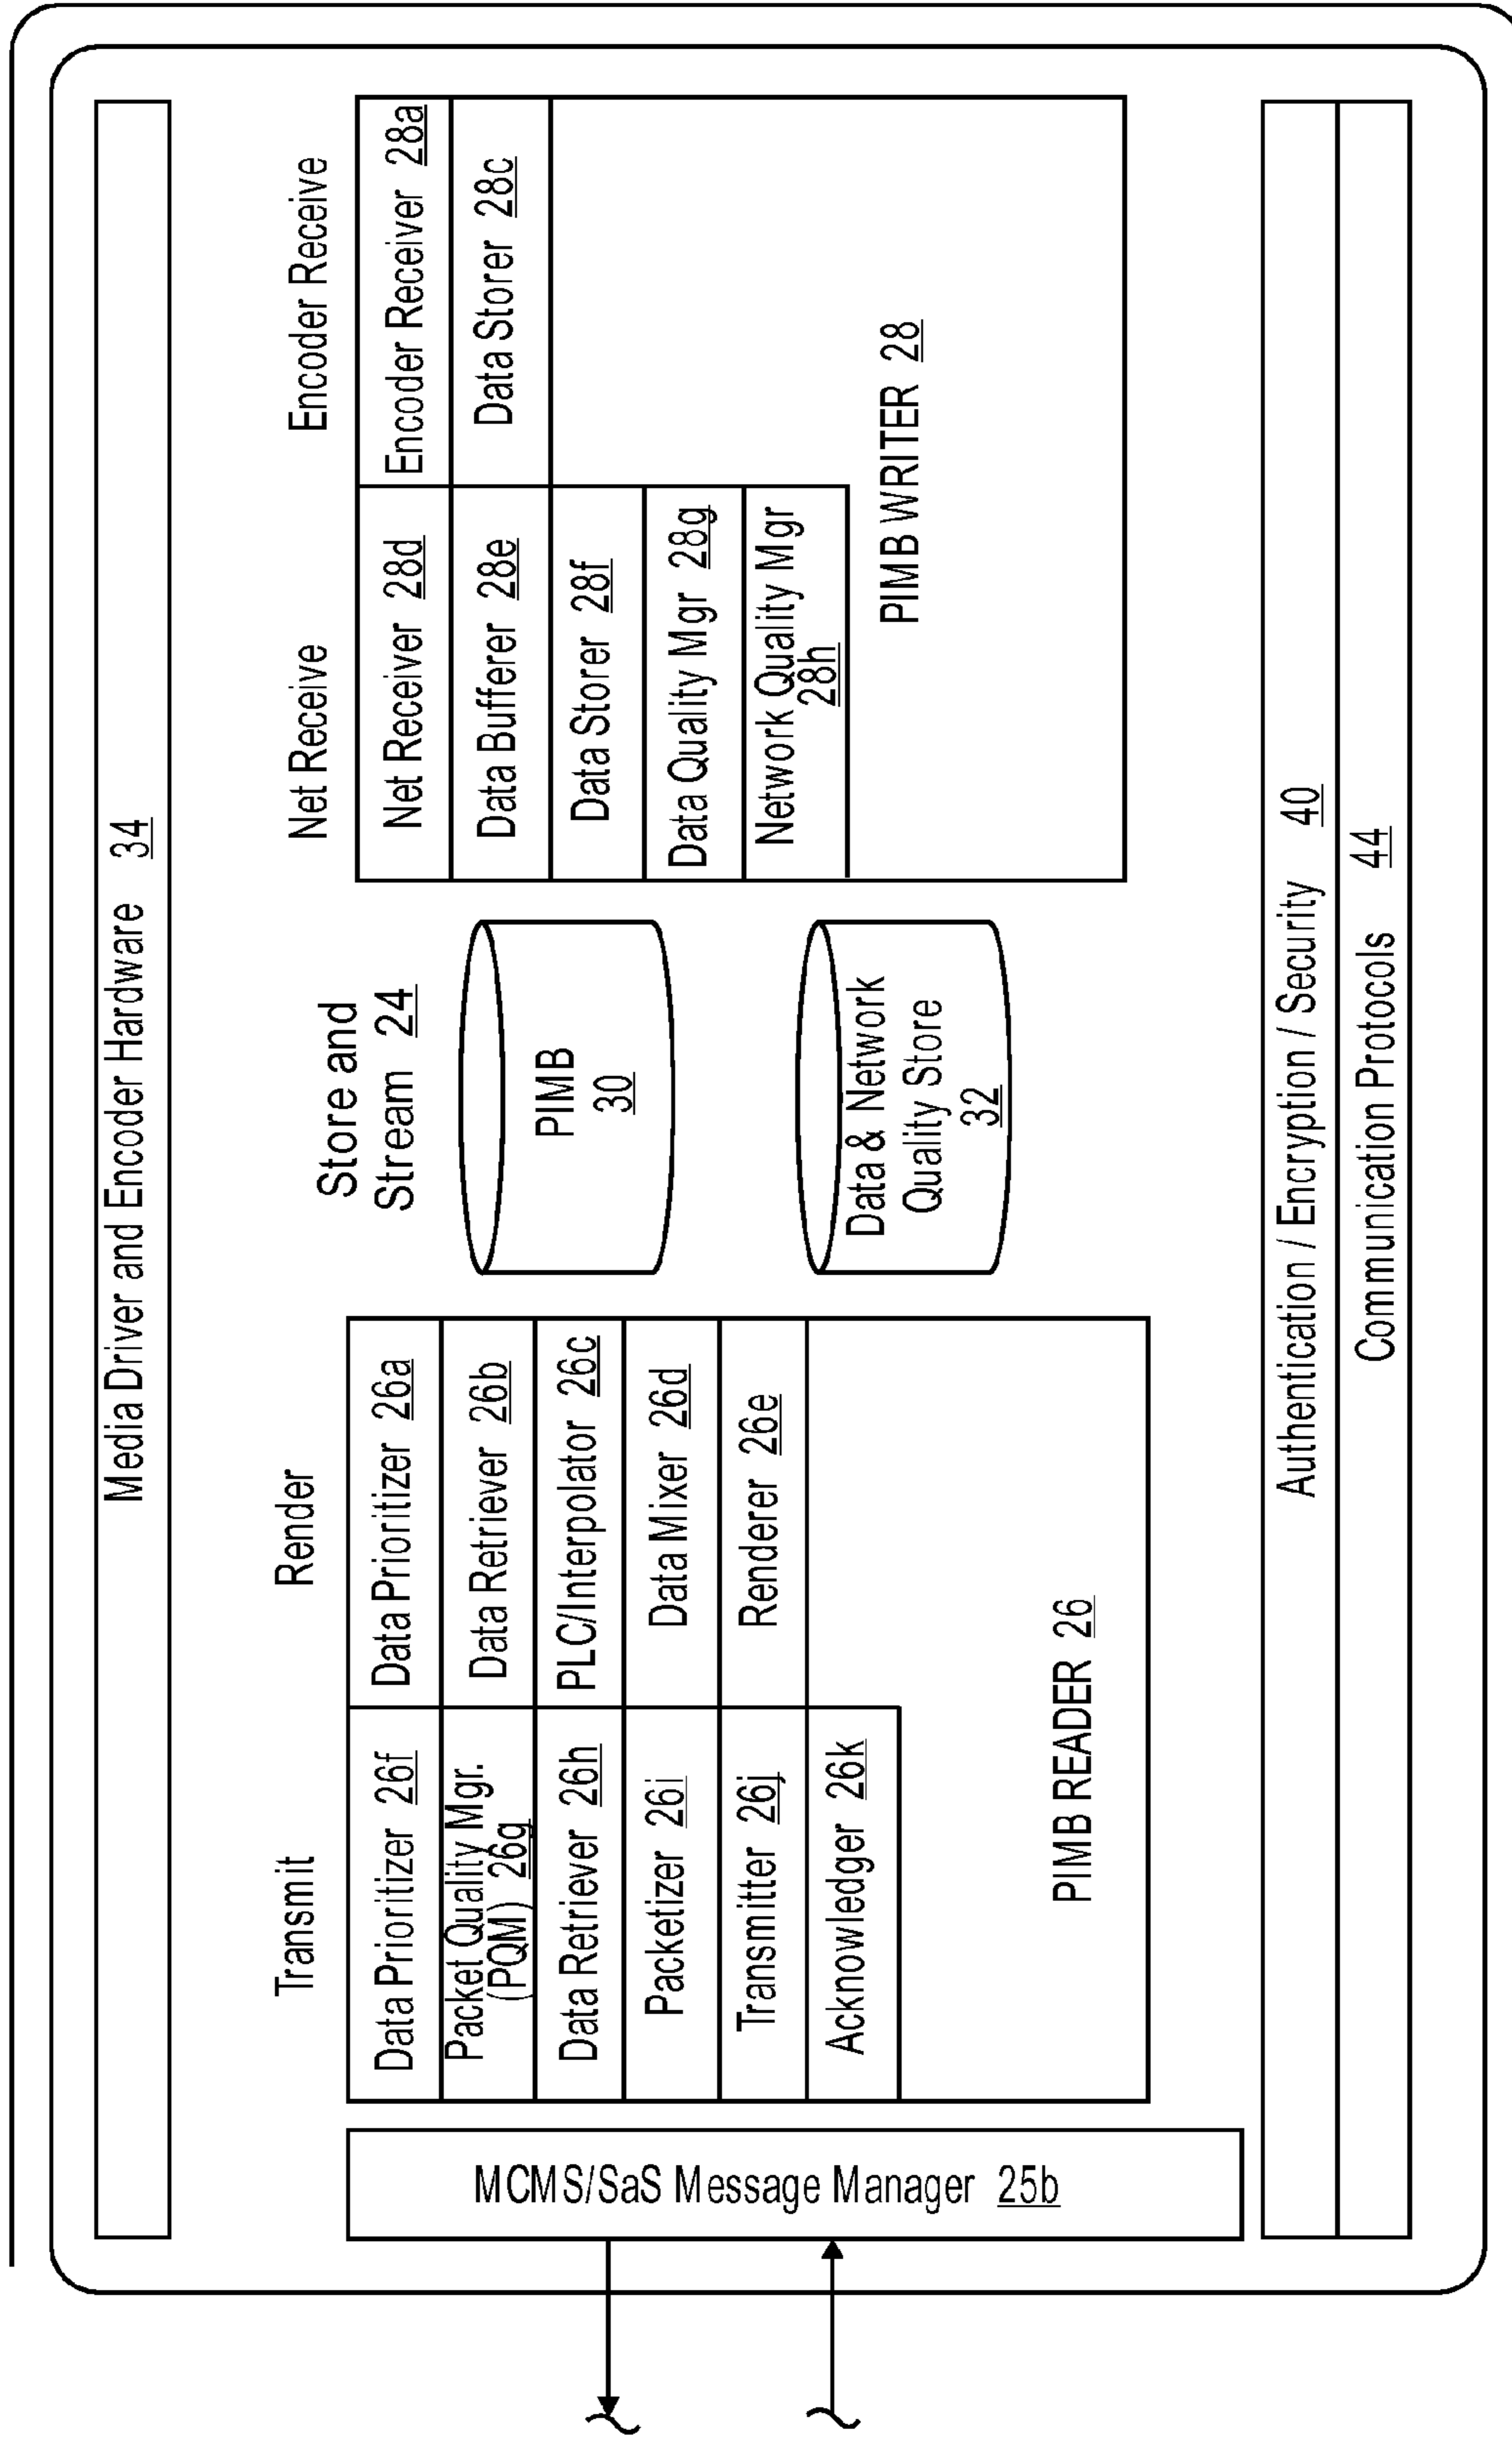 Media Driver and Encoder Hardware 34
Transmit
Render
Store and
Stream 24
Net Receive
Encoder Receive
MCMS/SaS Message Manager 25b
Data Prioritizer 26f
Packet Quality Mgr.
(PQM) 26g
Data Retriever 26h
Packetizer 26i
Transmitter 26j
Acknowledger 26k
Data Prioritizer 26a
Data Retriever 26b
PLC/Interpolator 26c
Data Mixer 26d
Renderer 26e
PIMB READER 26
PIMB
30
Data & Network
Quality Store
32
Net Receiver 28d
Data Bufferer 28e
Data Storer 28f
Data Quality Mgr 28g
Network Quality Mgr
28h
Encoder Receiver 28a
Data Storer 28c
PIMB WRITER 28
Authentication / Encryption / Security 40
Communication Protocols 44